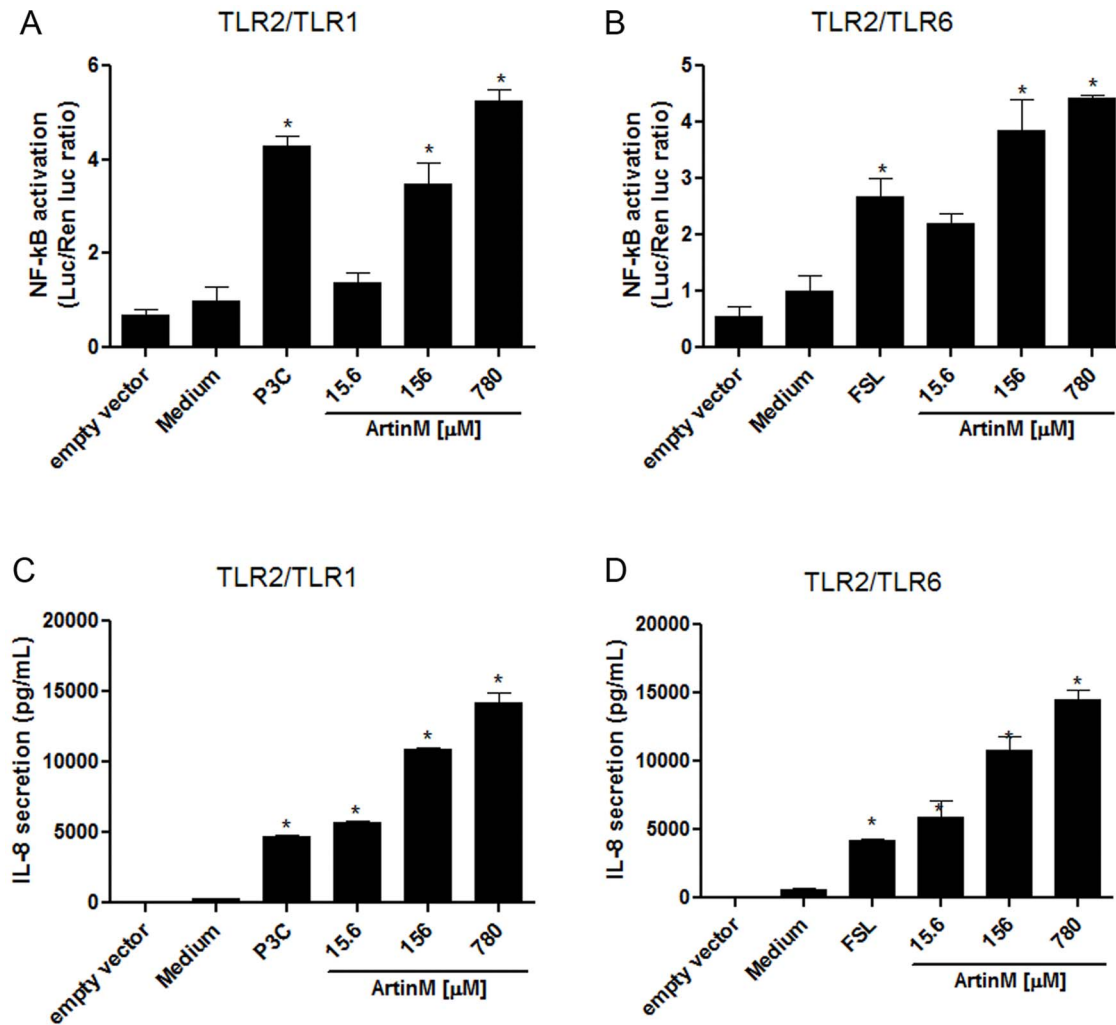 A
TLR2/TLR1
NF-kB activation
(Luc/Ren luc ratio)
6
4
2
0
*
*
*
empty vector
Medium
P3C
15.6
156
780
ArtinM [µM]
B
TLR2/TLR6
NF-kB activation
(Luc/Ren luc ratio)
5
4
3
2
1
0
*
*
*
empty vector
Medium
FSL
15.6
156
780
ArtinM [µM]
C
TLR2/TLR1
IL-8 secretion (pg/mL)
20000
15000
10000
5000
0
*
*
*
*
empty vector
Medium
P3C
15.6
156
780
ArtinM [µM]
D
TLR2/TLR6
IL-8 secretion (pg/mL)
20000
15000
10000
5000
0
*
*
*
*
empty vector
Medium
FSL
15.6
156
780
ArtinM [µM]